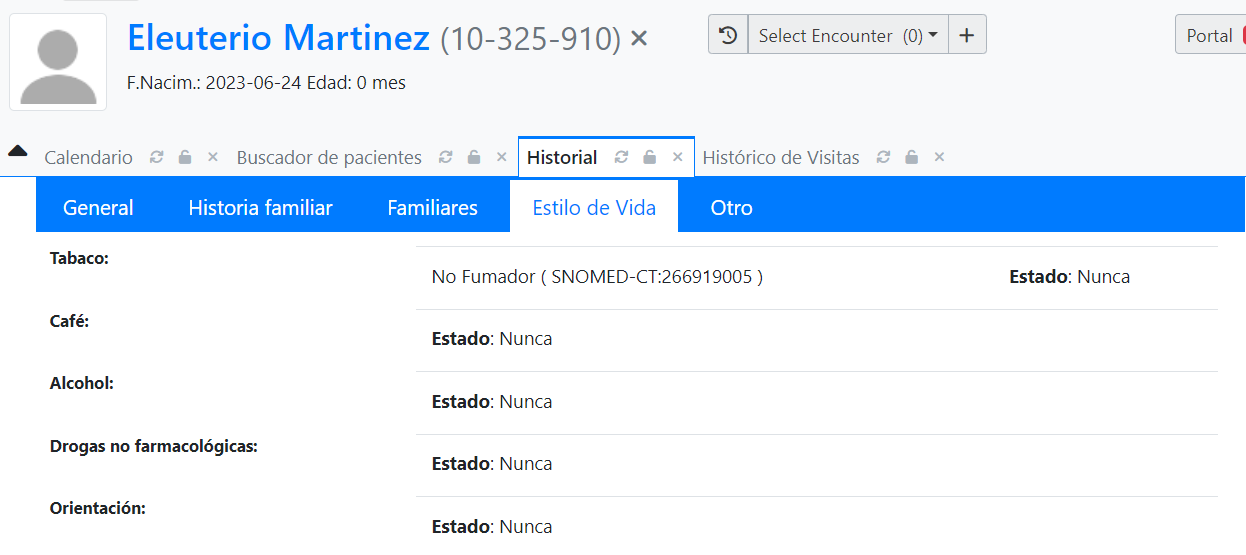 Eleuterio Martinez (10-325-910)
Select Encounter (0)
Portal
F.Nacim.: 2023-06-24 Edad: 0 mes
Calendario Buscador de pacientes Historial Histórico de Visitas
General Historia familiar Familiares Estilo de Vida Otro
Tabaco:
No Fumador ( SNOMED-CT:266919005 ) Estado: Nunca
Café:
Estado: Nunca
Alcohol:
Estado: Nunca
Drogas no farmacológicas:
Estado: Nunca
Orientación:
Estado: Nunca